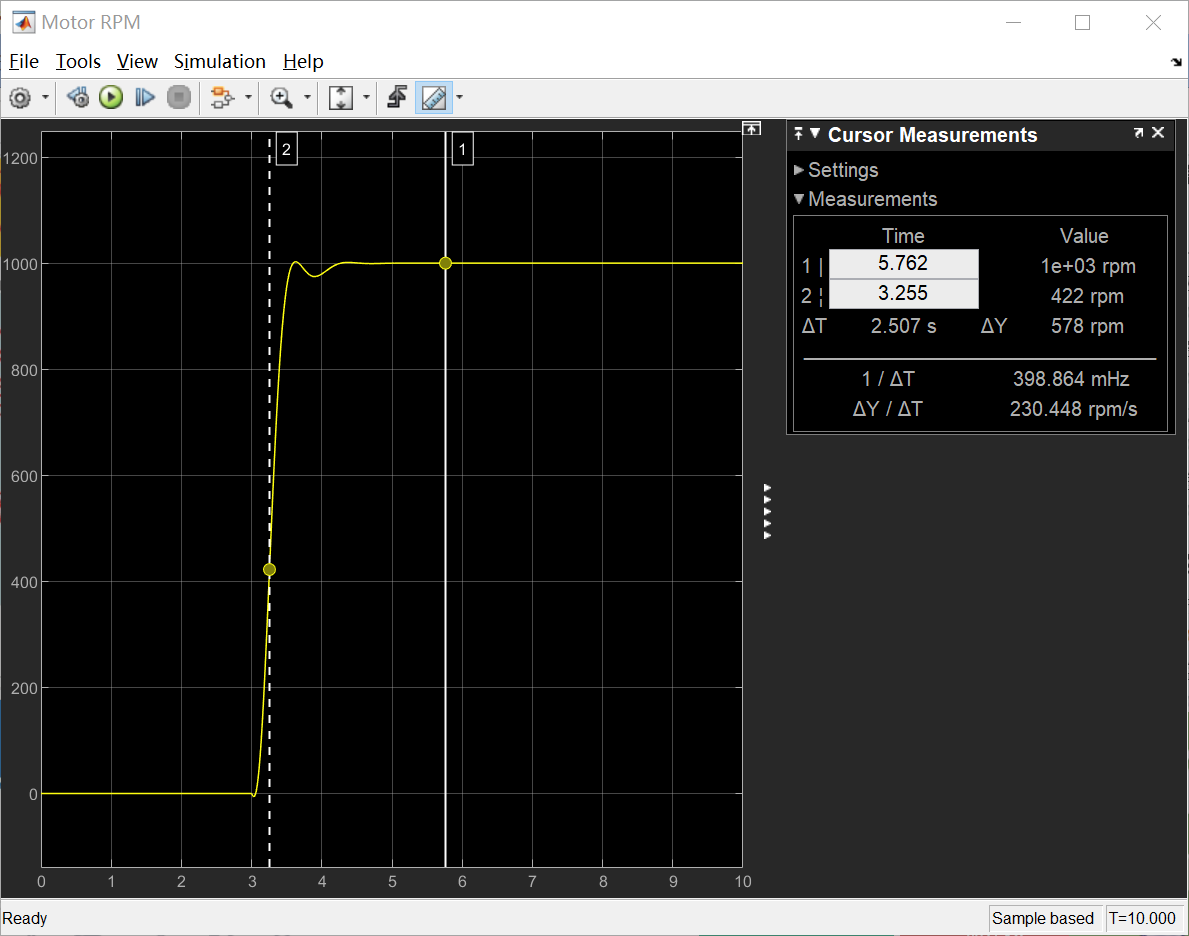 Motor RPM
File Tools View Simulation Help
2
1
1200
1000
800
600
400
200
0
0 1 2 3 4 5 6 7 8 9 10
Cursor Measurements
Settings
Measurements
Time Value
1 | 5.762 1e+03 rpm
2 ¦ 3.255 422 rpm
ΔT 2.507 s ΔY 578 rpm
1 / ΔT 398.864 mHz
ΔY / ΔT 230.448 rpm/s
Ready Sample based T=10.000